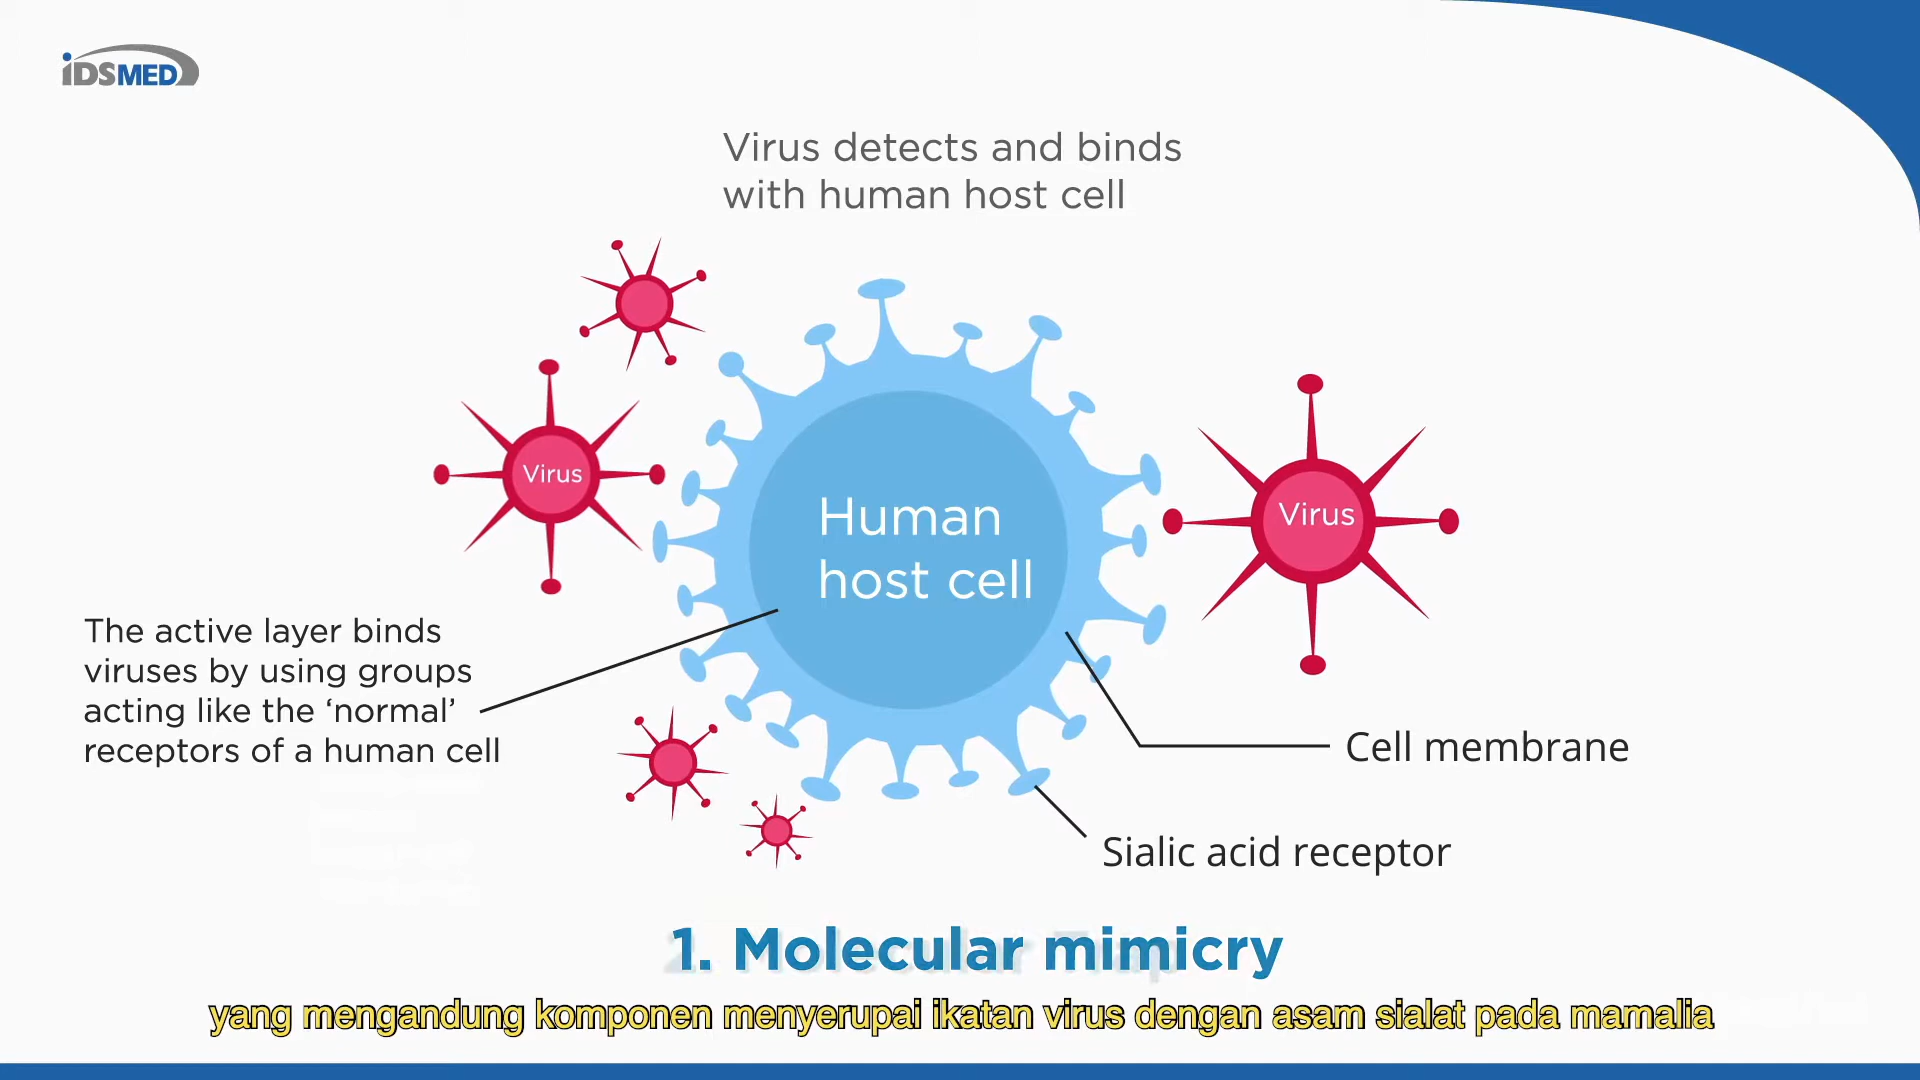 iDSMED
Virus detects and binds
with human host cell
Virus
Virus
Human
host cell
The active layer binds
viruses by using groups
acting like the ‘normal’
receptors of a human cell
Cell membrane
Sialic acid receptor
1. Molecular mimicry
yang mengandung komponen menyerupai ikatan virus dengan asam sialat pada mamalia